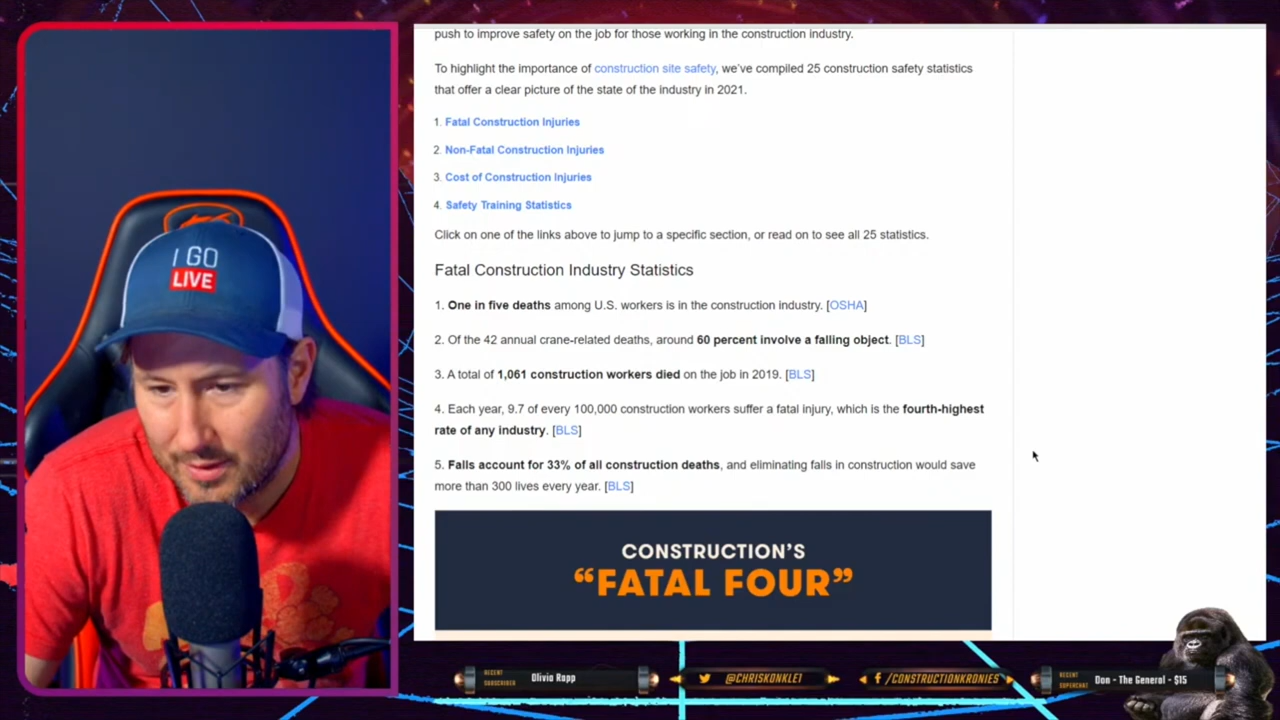 I GO
LIVE
push to improve safety on the job for those working in the construction industry.
To highlight the importance of construction site safety, we've compiled 25 construction safety statistics
that offer a clear picture of the state of the industry in 2021.
1. Fatal Construction Injuries
2. Non-Fatal Construction Injuries
3. Cost of Construction Injuries
4. Safety Training Statistics
Click on one of the links above to jump to a specific section, or read on to see all 25 statistics.
Fatal Construction Industry Statistics
1. One in five deaths among U.S. workers is in the construction industry. [OSHA]
2. Of the 42 annual crane-related deaths, around 60 percent involve a falling object. [BLS]
3. A total of 1,061 construction workers died on the job in 2019. [BLS]
4. Each year, 9.7 of every 100,000 construction workers suffer a fatal injury, which is the fourth-highest
rate of any industry. [BLS]
5. Falls account for 33% of all construction deaths, and eliminating falls in construction would save
more than 300 lives every year. [BLS]
CONSTRUCTION'S
“FATAL FOUR”
RECENT
SUBSCRIBER
Olivia Rapp
@CHRISKONKLE1
/CONSTRUCTIONKRONIES
RECENT
SUPERCHAT
Don - The General - $15